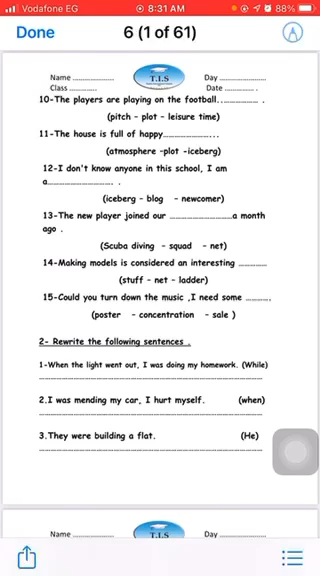 Vodafone EG 8:31 AM 88%
Done 6 (1 of 61)
Name ..................... T.I.S Day ........................
Class .............. Date ............... .
10-The players are playing on the football.................... .
(pitch – plot – leisure time)
11-The house is full of happy........................
(atmosphere –plot -iceberg)
12-I don't know anyone in this school, I am
a................................. .
(iceberg – blog – newcomer)
13-The new player joined our ................................a month
ago .
(Scuba diving – squad – net)
14-Making models is considered an interesting ..............
(stuff – net – ladder)
15-Could you turn down the music ,I need some .............
(poster – concentration – sale )
2- Rewrite the following sentences .
1-When the light went out, I was doing my homework. (While)
................................................................................
2.I was mending my car, I hurt myself. (when)
................................................................................
3.They were building a flat. (He)
................................................................................
Name ..................... T.I.S Day ........................